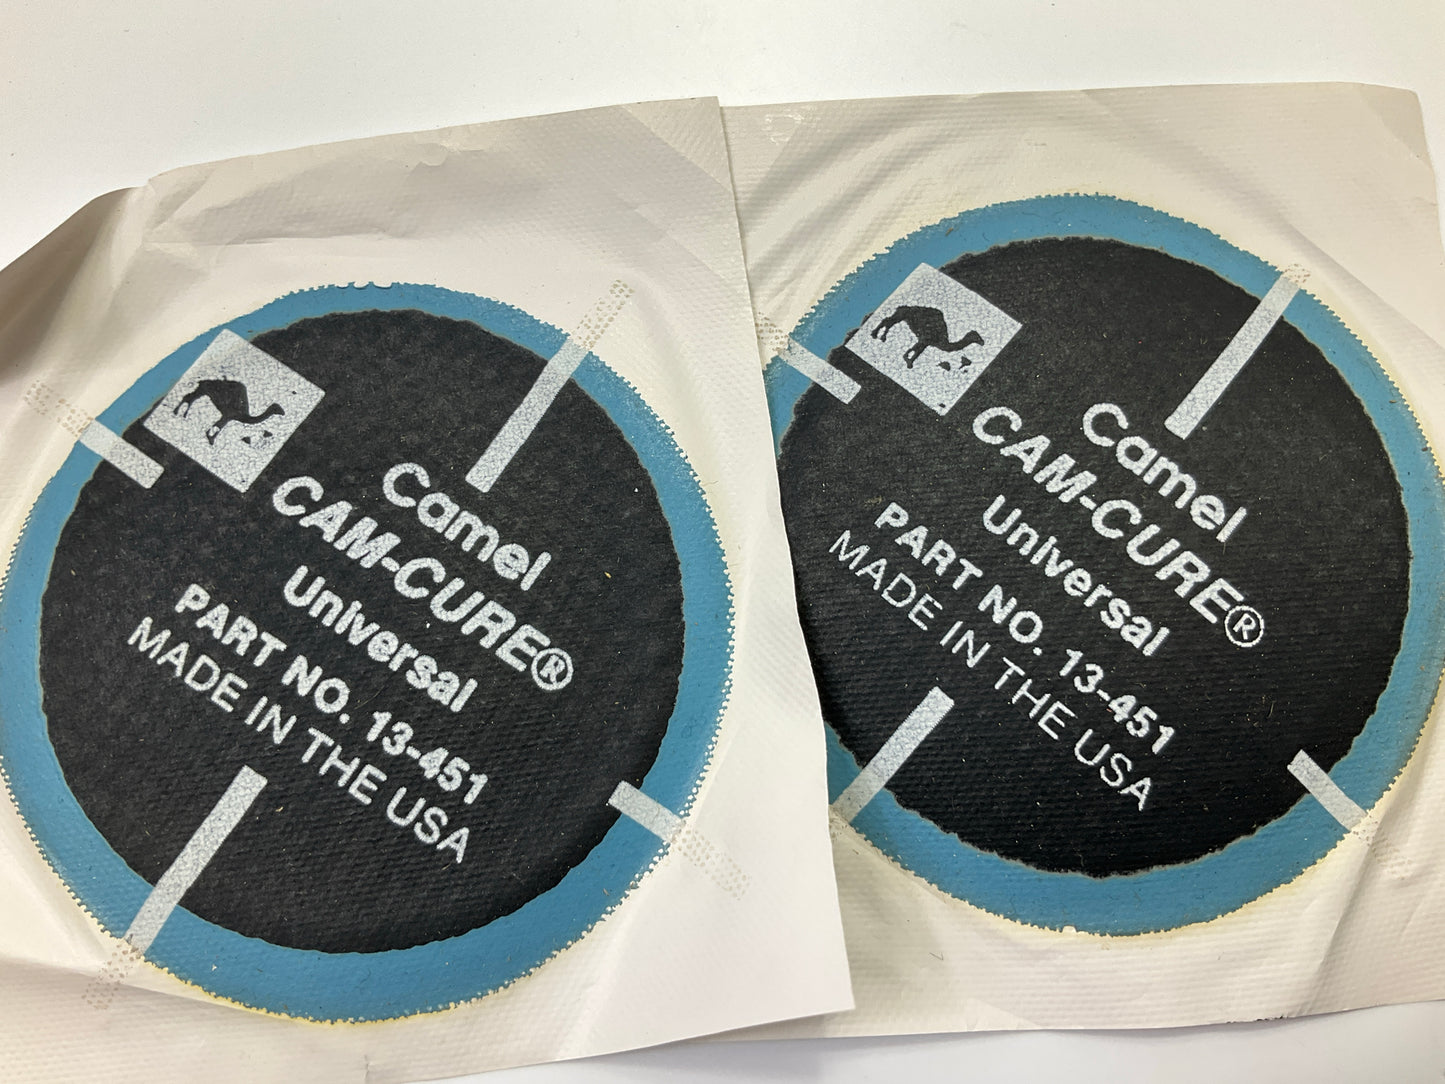 Camel
CAM-CURE®
Universal
PART NO. 13-451
MADE IN THE USA
Camel
CAM-CURE®
Universal
PART NO. 13-451
MADE IN THE USA